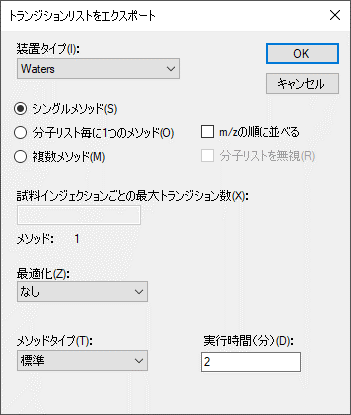 トランジションリストをエクスポート
装置タイプ(I):
Waters
OK
キャンセル
シングルメソッド(S)
分子リスト毎に1つのメソッド(O)
m/zの順に並べる
複数メソッド(M)
分子リストを無視(R)
試料インジェクションごとの最大トランジション数(X):
メソッド: 1
最適化(Z):
なし
メソッドタイプ(T):
実行時間（分）(D):
標準
2